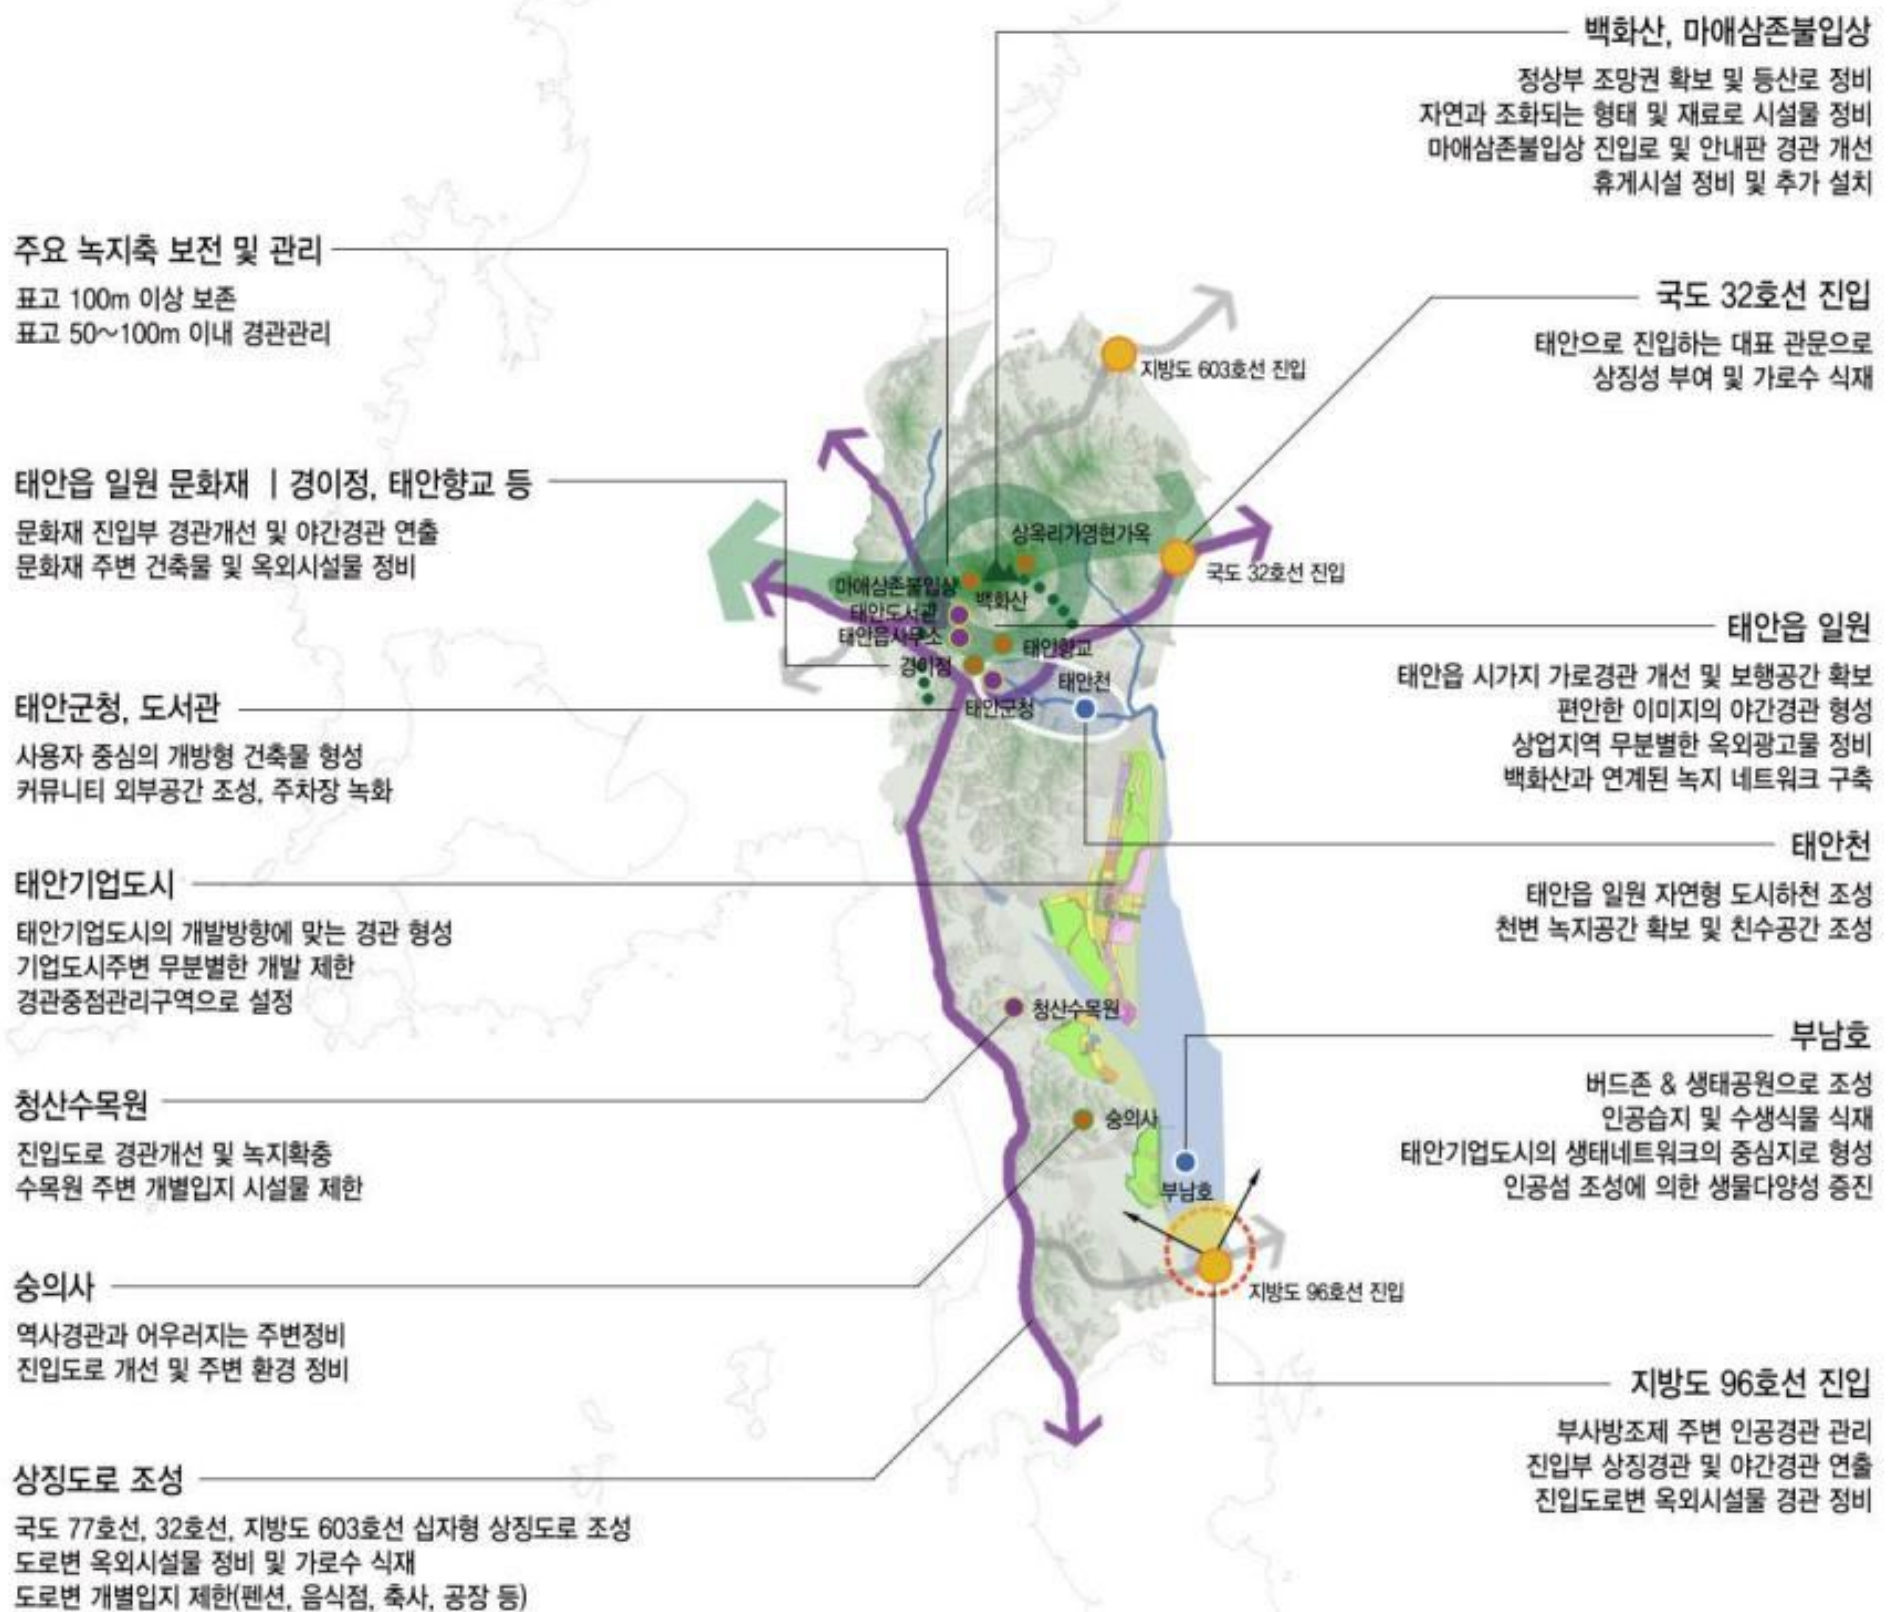 백화산, 마애삼존불입상
정상부 조망권 확보 및 등산로 정비
자연과 조화되는 형태 및 재료로 시설물 정비
마애삼존불입상 진입로 및 안내판 경관 개선
휴게시설 정비 및 추가 설치
주요 녹지축 보전 및 관리
표고 100m 이상 보존
표고 50~100m 이내 경관관리
국도 32호선 진입
태안으로 진입하는 대표 관문으로
상징성 부여 및 가로수 식재
태안읍 일원 문화재 | 경이정, 태안향교 등
문화재 진입부 경관개선 및 야간경관 연출
문화재 주변 건축물 및 옥외시설물 정비
태안군청, 도서관
사용자 중심의 개방형 건축물 형성
커뮤니티 외부공간 조성, 주차장 녹화
태안기업도시
태안기업도시의 개발방향에 맞는 경관 형성
기업도시주변 무분별한 개발 제한
경관중점관리구역으로 설정
청산수목원
진입도로 경관개선 및 녹지확충
수목원 주변 개별입지 시설물 제한
숭의사
역사경관과 어우러지는 주변정비
진입도로 개선 및 주변 환경 정비
상징도로 조성
국도 77호선, 32호선, 지방도 603호선 십자형 상징도로 조성
도로변 옥외시설물 정비 및 가로수 식재
도로변 개별입지 제한(펜션, 음식점, 축사, 공장 등)
지방도 603호선 진입
상옥리가영현가옥
국도 32호선 진입
마애삼존불입상
백화산
태안도서관
태안읍사무소
태안향교
경이정
태안천
태안군청
청산수목원
숭의사
부남호
지방도 96호선 진입
태안읍 일원
태안읍 시가지 가로경관 개선 및 보행공간 확보
편안한 이미지의 야간경관 형성
상업지역 무분별한 옥외광고물 정비
백화산과 연계된 녹지 네트워크 구축
태안천
태안읍 일원 자연형 도시하천 조성
천변 녹지공간 확보 및 친수공간 조성
부남호
버드존 & 생태공원으로 조성
인공습지 및 수생식물 식재
태안기업도시의 생태네트워크의 중심지로 형성
인공섬 조성에 의한 생물다양성 증진
지방도 96호선 진입
부사방조제 주변 인공경관 관리
진입부 상징경관 및 야간경관 연출
진입도로변 옥외시설물 경관 정비